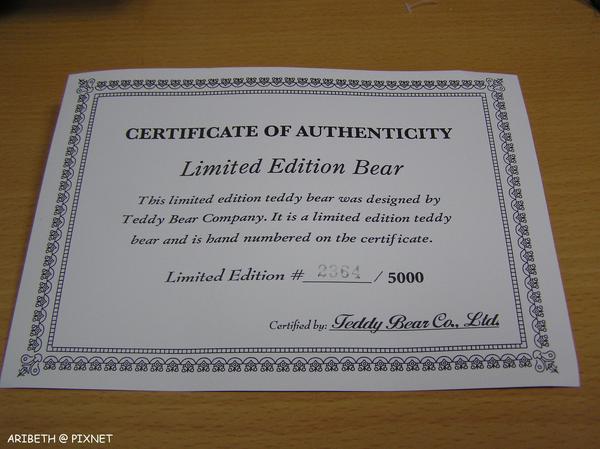 CERTIFICATE OF AUTHENTICITY
Limited Edition Bear
This limited edition teddy bear was designed by
Teddy Bear Company. It is a limited edition teddy
bear and is hand numbered on the certificate.
Limited Edition # 2364 / 5000
Certified by: Teddy Bear Co., Ltd.
ARIBETH @ PIXNET